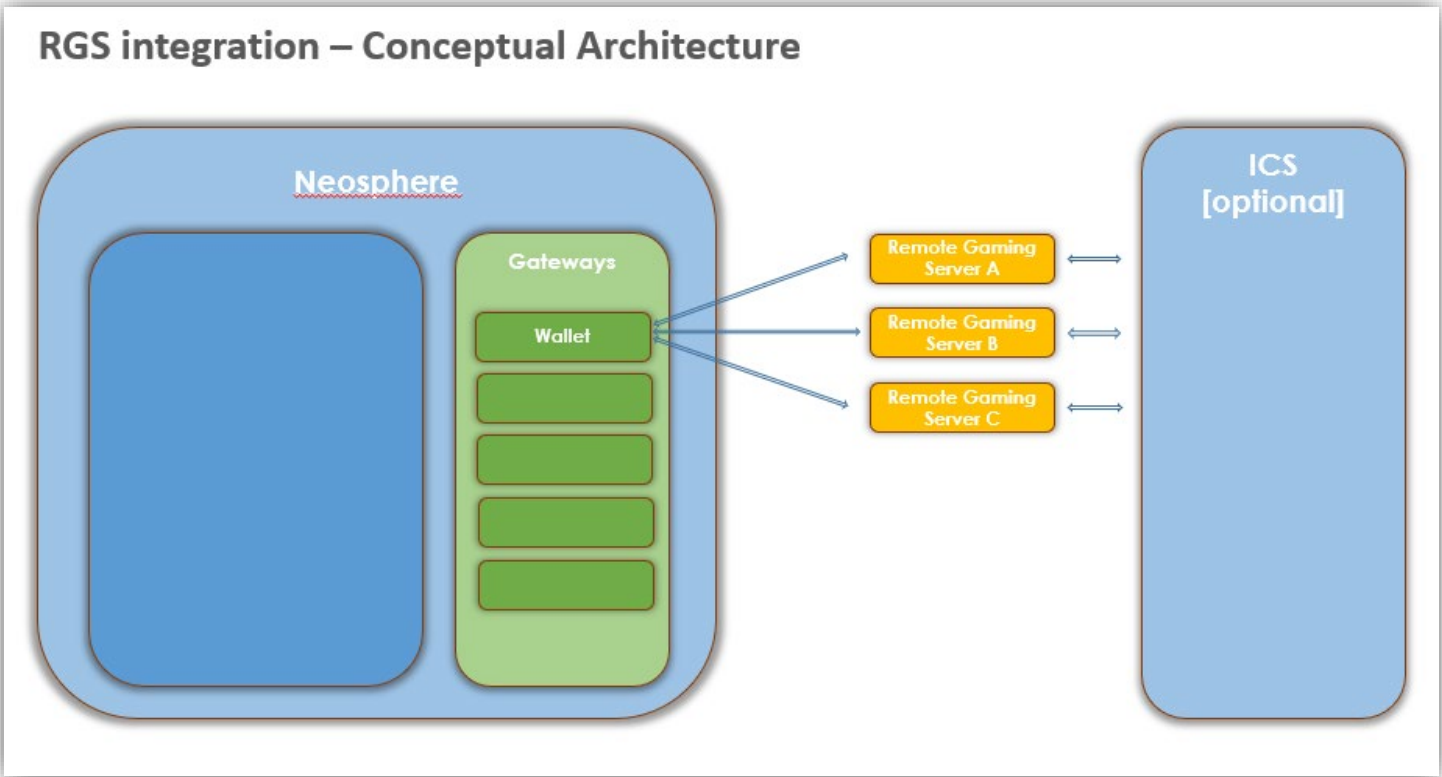 RGS integration – Conceptual Architecture
Neosphere
Gateways
Wallet
Remote Gaming
Server A
Remote Gaming
Server B
Remote Gaming
Server C
ICS
[optional]